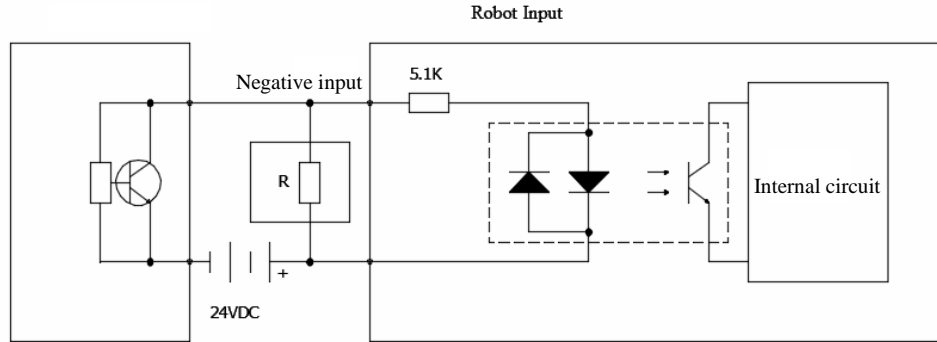 Robot Input
Negative input
5.1K
R
Internal circuit
+
24VDC